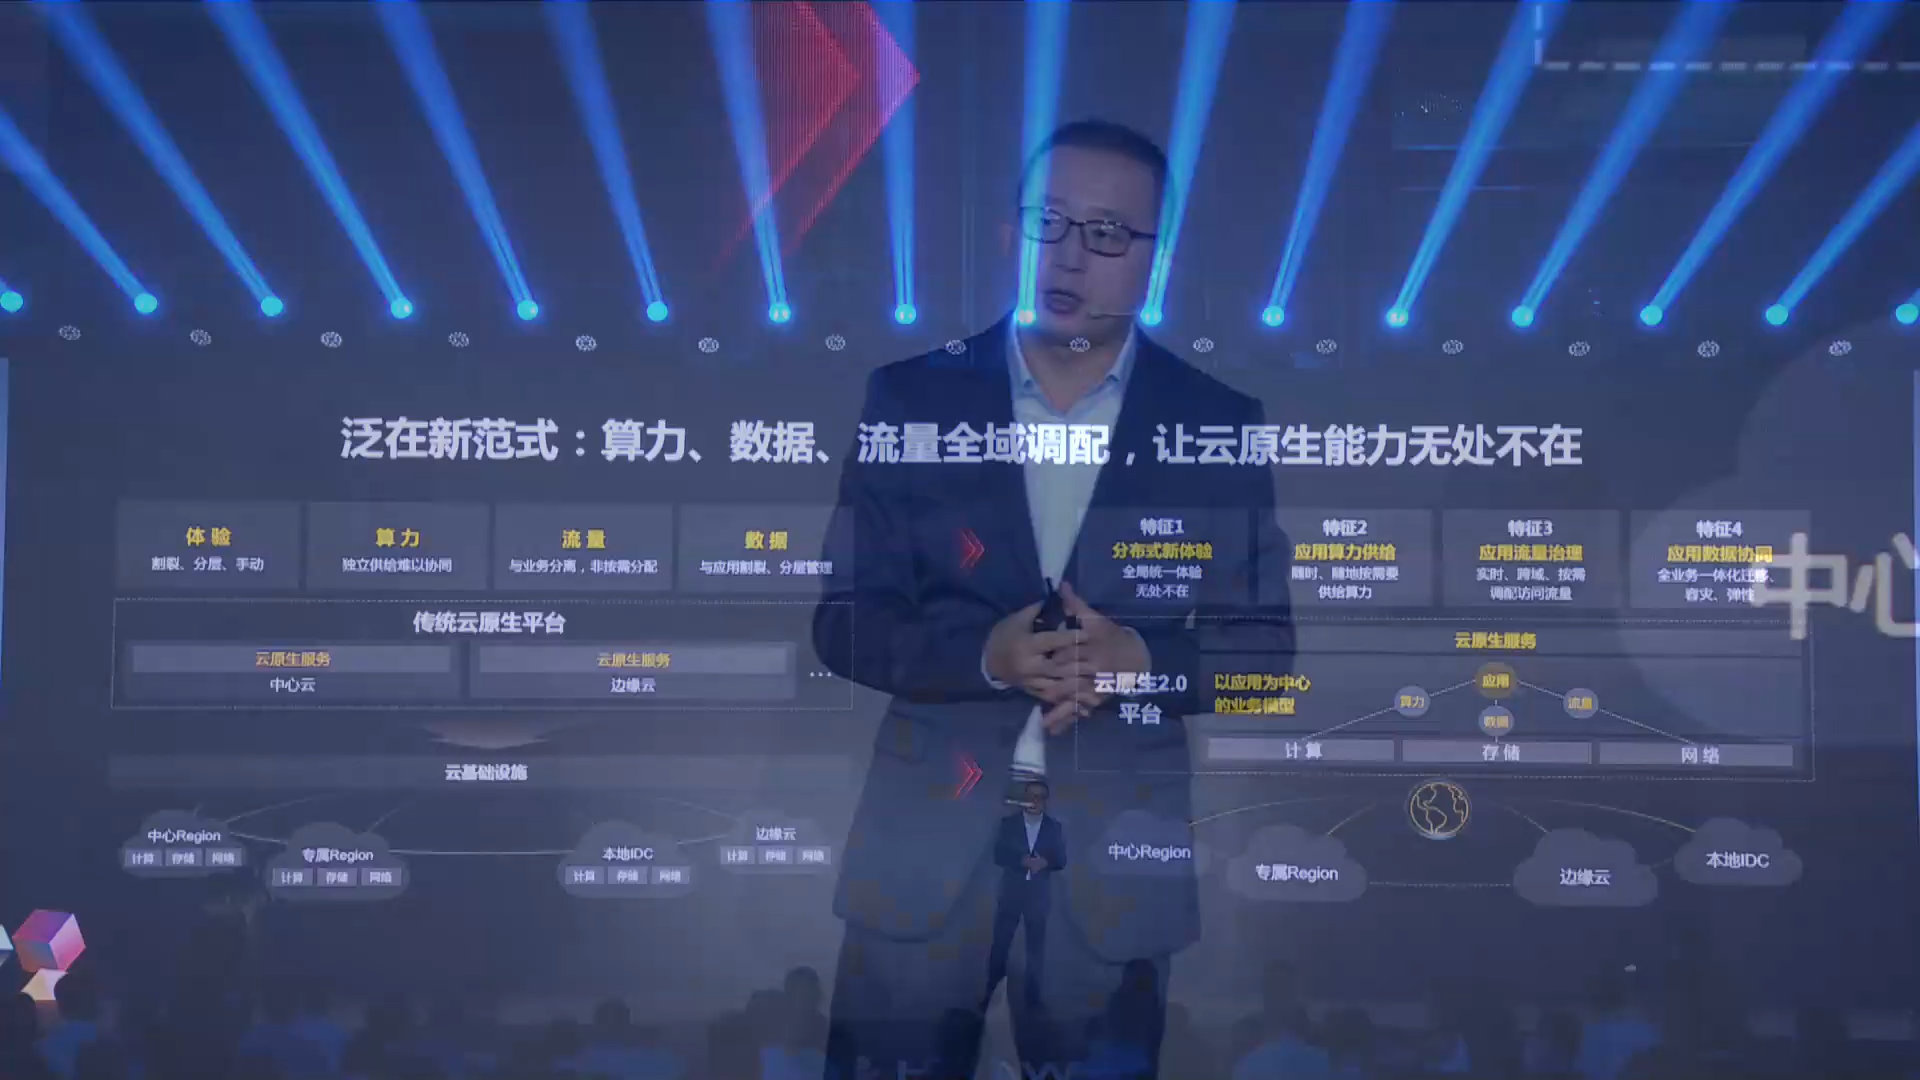 泛在新范式：算力、数据、流量全域调配，让云原生能力无处不在
体验
割裂、分层、手动
算力
独立供给难以协同
流量
与业务分离，非按需分配
数据
与应用割裂、分层管理
传统云原生平台
云原生服务
中心云
云原生服务
边缘云
...
云基础设施
中心Region
计算 存储 网络
专属Region
计算 存储 网络
本地IDC
计算 存储 网络
边缘云
计算 存储 网络
特征1
分布式新体验
全局统一体验
无处不在
特征2
应用算力供给
随时、随地按需要
供给算力
特征3
应用流量治理
实时、跨域、按需
调配访问流量
特征4
应用数据协同
全业务一体化迁移、
容灾、弹性
中心
云原生服务
云原生2.0
平台
以应用为中心
的业务模型
应用
算力
数据
流量
计算
存储
网络
中心Region
专属Region
边缘云
本地IDC